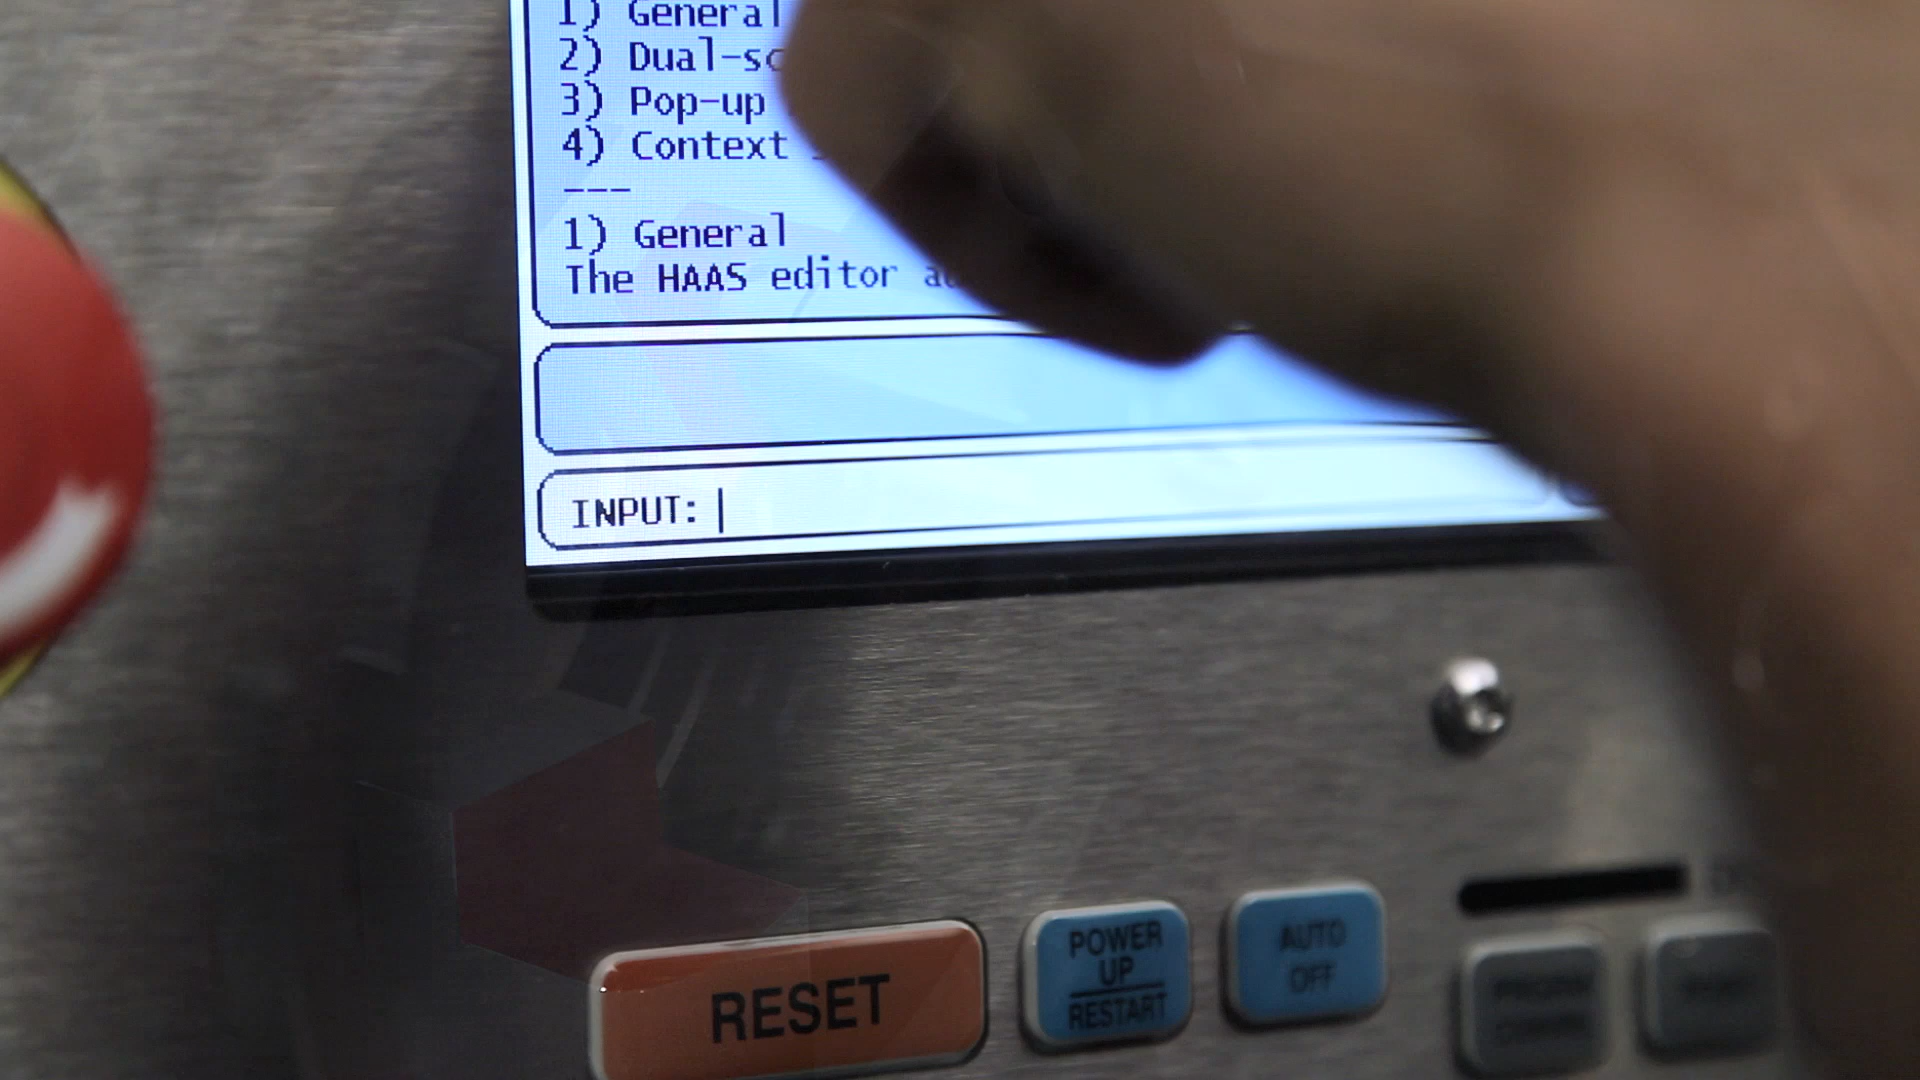 1) General
2) Dual-sc
3) Pop-up
4) Context
---
1) General
The HAAS editor a
INPUT:
RESET
POWER
UP
RESTART
AUTO
OFF